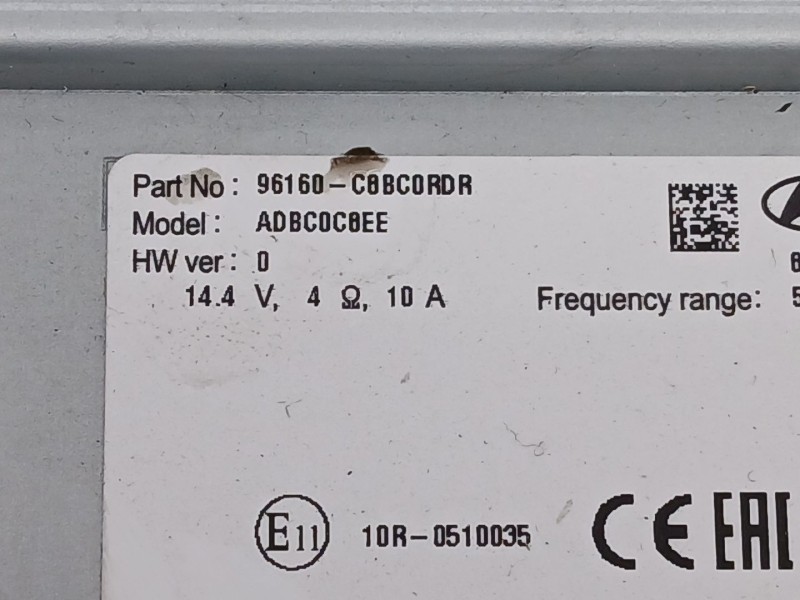 Part No : 96160-C8BC0RDR
Model : ADBC0C8EE
HW ver : 0
14.4 V, 4 Ω, 10 A
Frequency range: 5
E11
10R-0510035
CE EAC